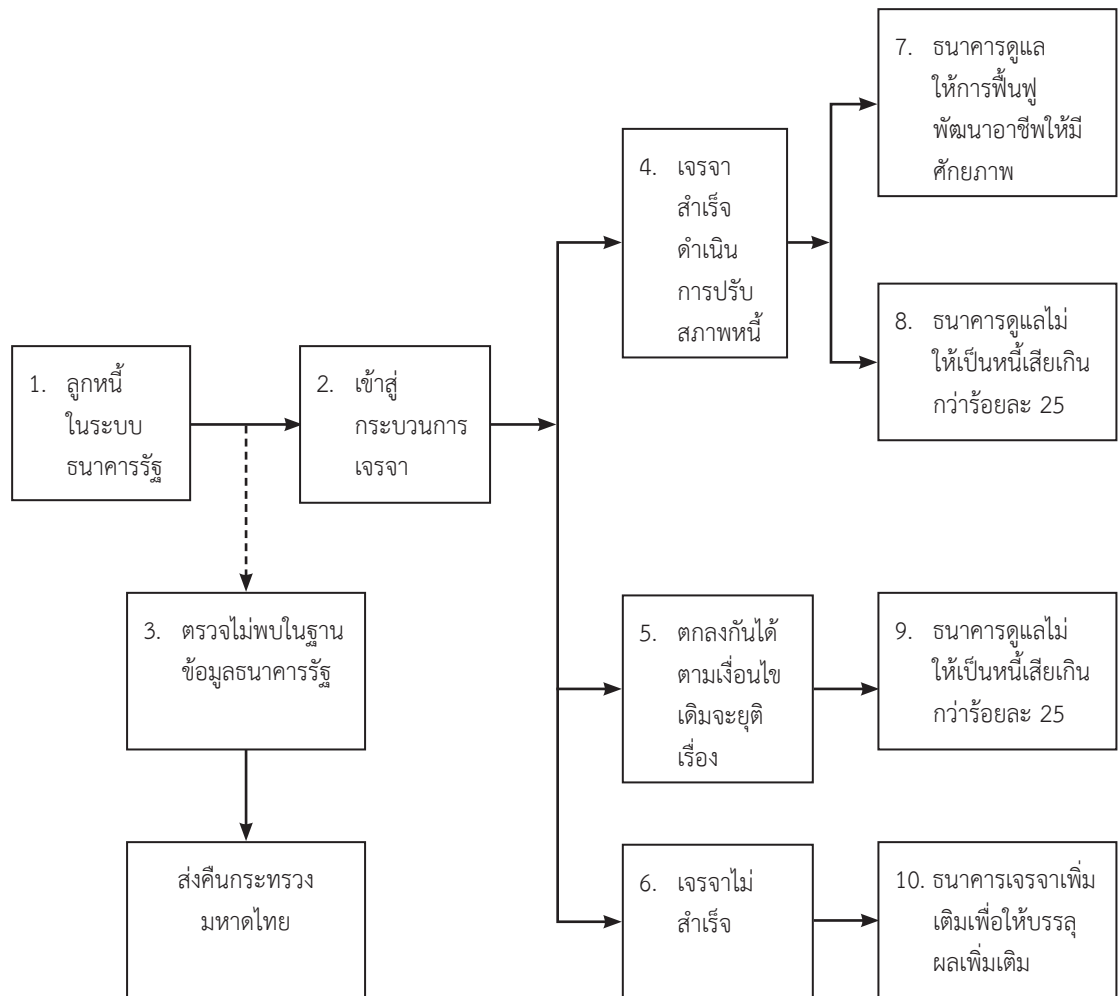 1. ลูกหนี้
ในระบบ
ธนาคารรัฐ
2. เข้าสู่
กระบวนการ
เจรจา
3. ตรวจไม่พบในฐาน
ข้อมูลธนาคารรัฐ
ส่งคืนกระทรวง
มหาดไทย
4. เจรจา
สำเร็จ
ดำเนิน
การปรับ
สภาพหนี้
5. ตกลงกันได้
ตามเงื่อนไข
เดิมจะยุติ
เรื่อง
6. เจรจาไม่
สำเร็จ
7. ธนาคารดูแล
ให้การฟื้นฟู
พัฒนาอาชีพให้มี
ศักยภาพ
8. ธนาคารดูแลไม่
ให้เป็นหนี้เสียเกิน
กว่าร้อยละ 25
9. ธนาคารดูแลไม่
ให้เป็นหนี้เสียเกิน
กว่าร้อยละ 25
10. ธนาคารเจรจาเพิ่ม
เติมเพื่อให้บรรลุ
ผลเพิ่มเติม